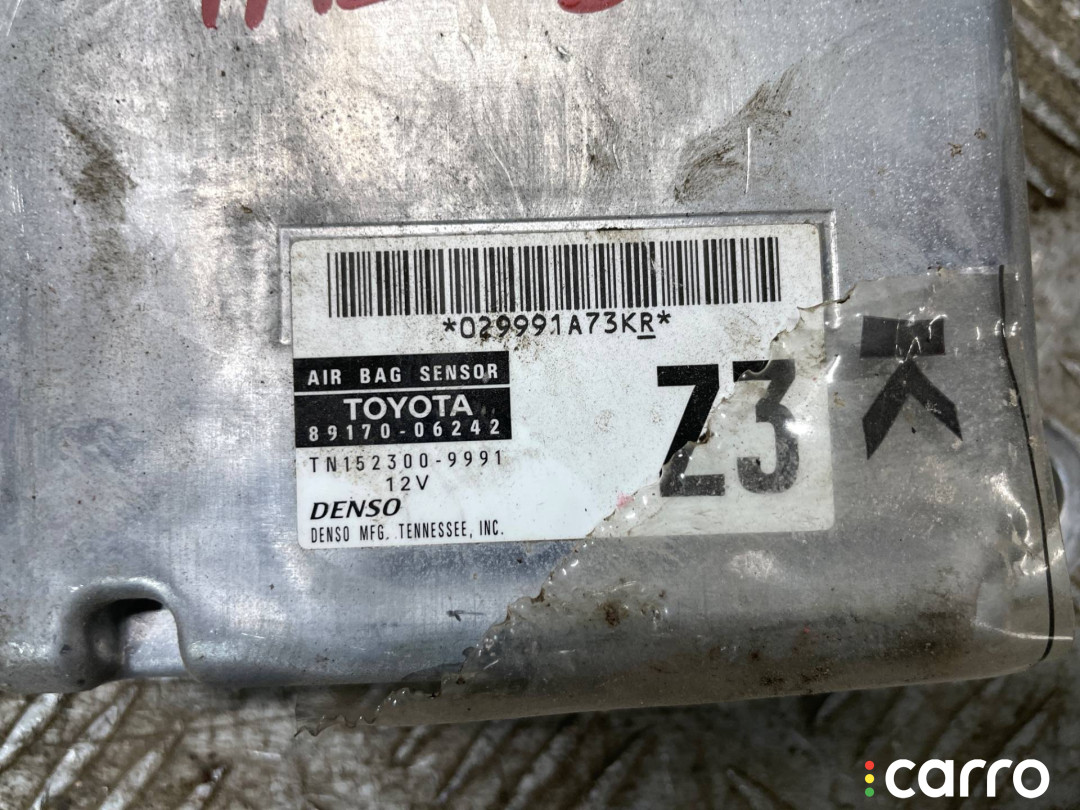 *029991A73KR*
AIR BAG SENSOR
TOYOTA
89170-06242
TN152300-9991
12V
DENSO
DENSO MFG. TENNESSEE, INC.
Z3
carro